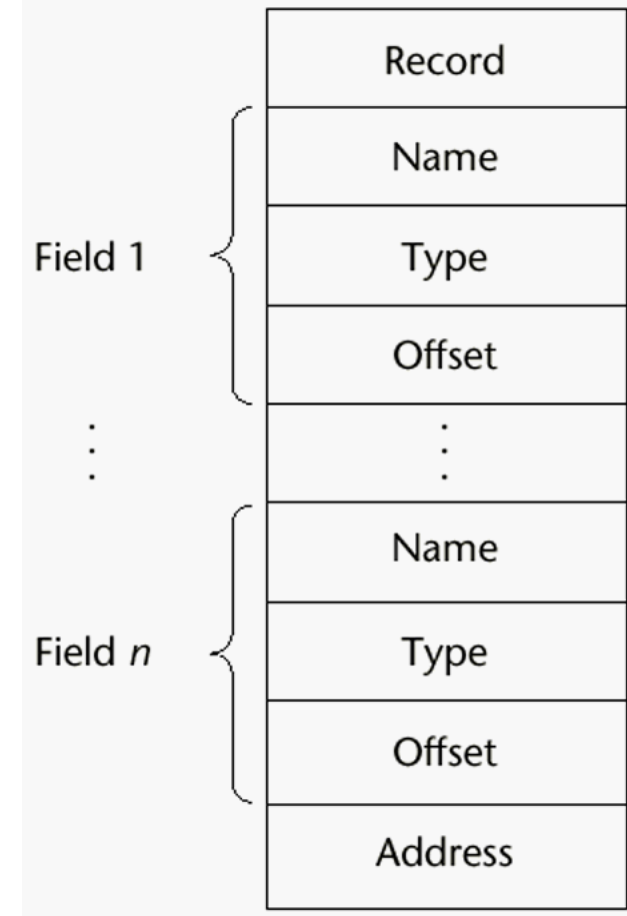 Record
Name
Field 1
Type
Offset
⋮ ⋮
Name
Field n
Type
Offset
Address